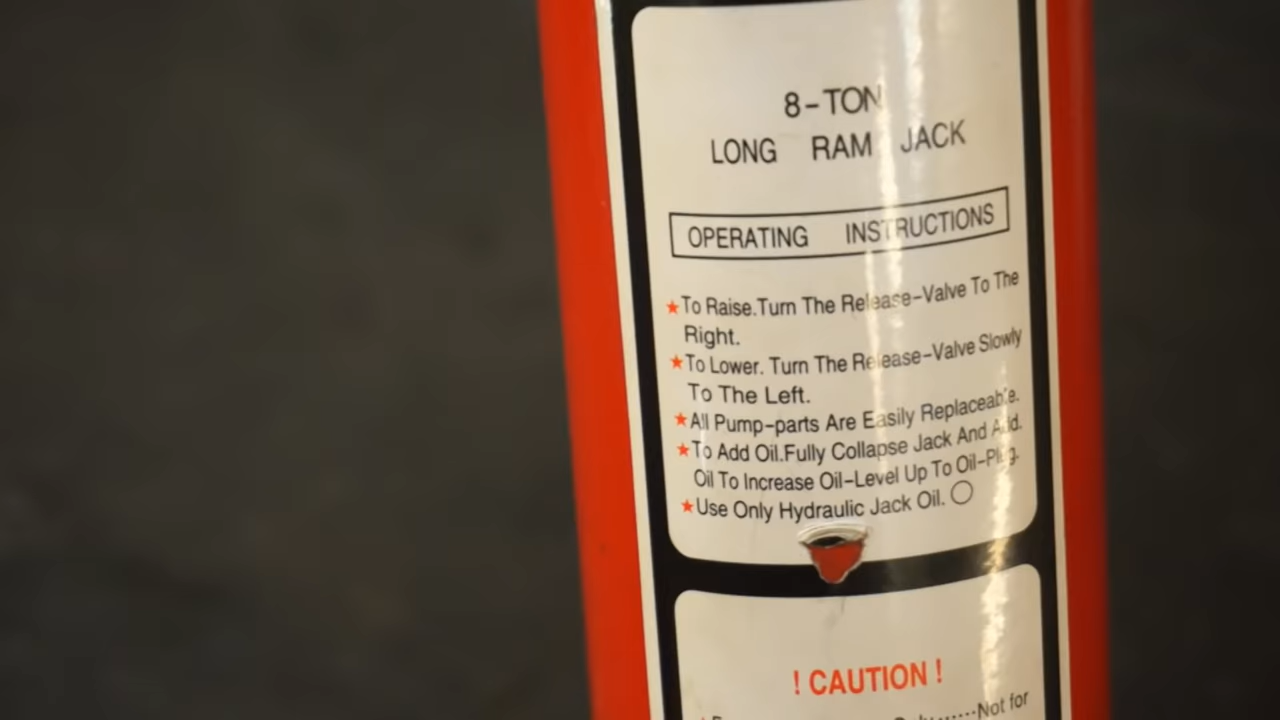 8-TON
LONG RAM JACK
OPERATING INSTRUCTIONS
★To Raise.Turn The Release-Valve To The
Right.
★To Lower. Turn The Release-Valve Slowly
To The Left.
★All Pump-parts Are Easily Replaceable.
★To Add Oil.Fully Collapse Jack And Add.
Oil To Increase Oil-Level Up To Oil-Plug.
★Use Only Hydraulic Jack Oil. ◯
! CAUTION !
Only......Not for